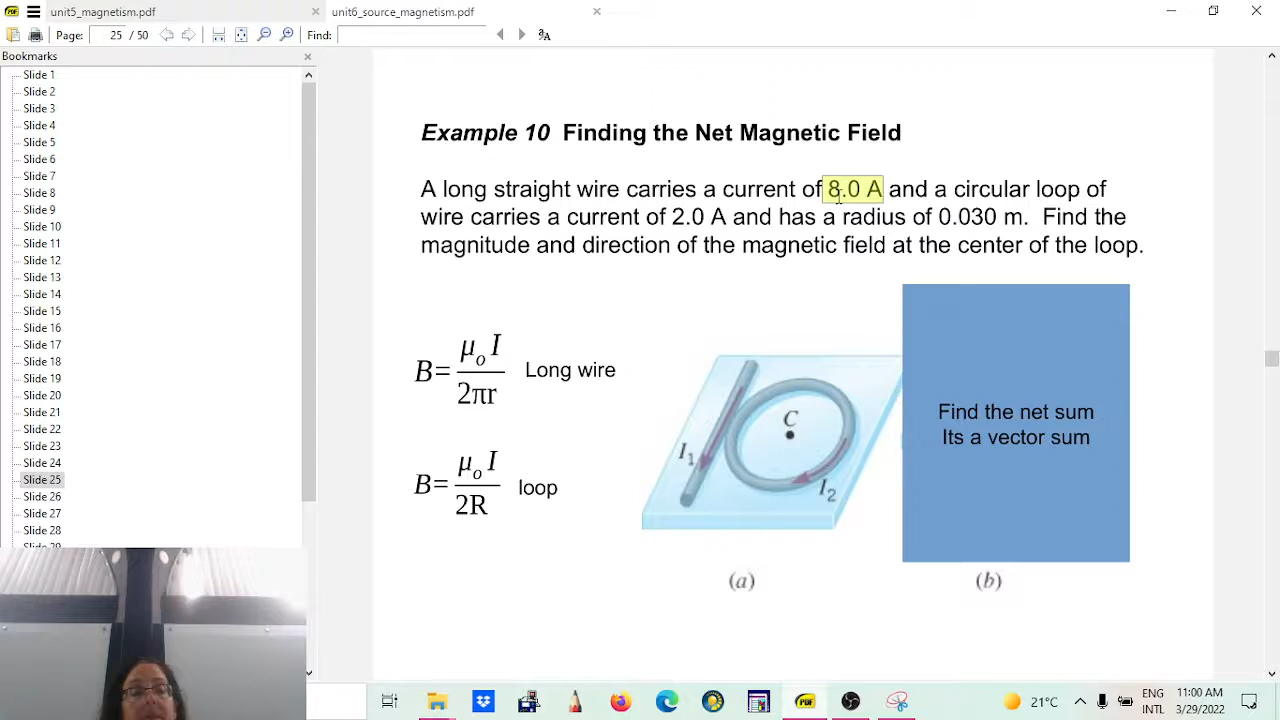 unit5_magnetism.pdf
unit6_source_magnetism.pdf
Page: 25 / 50 Find:
Bookmarks
Slide 1
Slide 2
Slide 3
Slide 4
Slide 5
Slide 6
Slide 7
Slide 8
Slide 9
Slide 10
Slide 11
Slide 12
Slide 13
Slide 14
Slide 15
Slide 16
Slide 17
Slide 18
Slide 19
Slide 20
Slide 21
Slide 22
Slide 23
Slide 24
Slide 25
Slide 26
Slide 27
Slide 28
Slide 29
Example 10 Finding the Net Magnetic Field
A long straight wire carries a current of 8.0 A and a circular loop of
wire carries a current of 2.0 A and has a radius of 0.030 m. Find the
magnitude and direction of the magnetic field at the center of the loop.
B= μo I / 2πr Long wire
B= μo I / 2R loop
C
I1
I2
(a)
Find the net sum
Its a vector sum
(b)
PDF
21°C
ENG
INTL
11:00 AM
3/29/2022